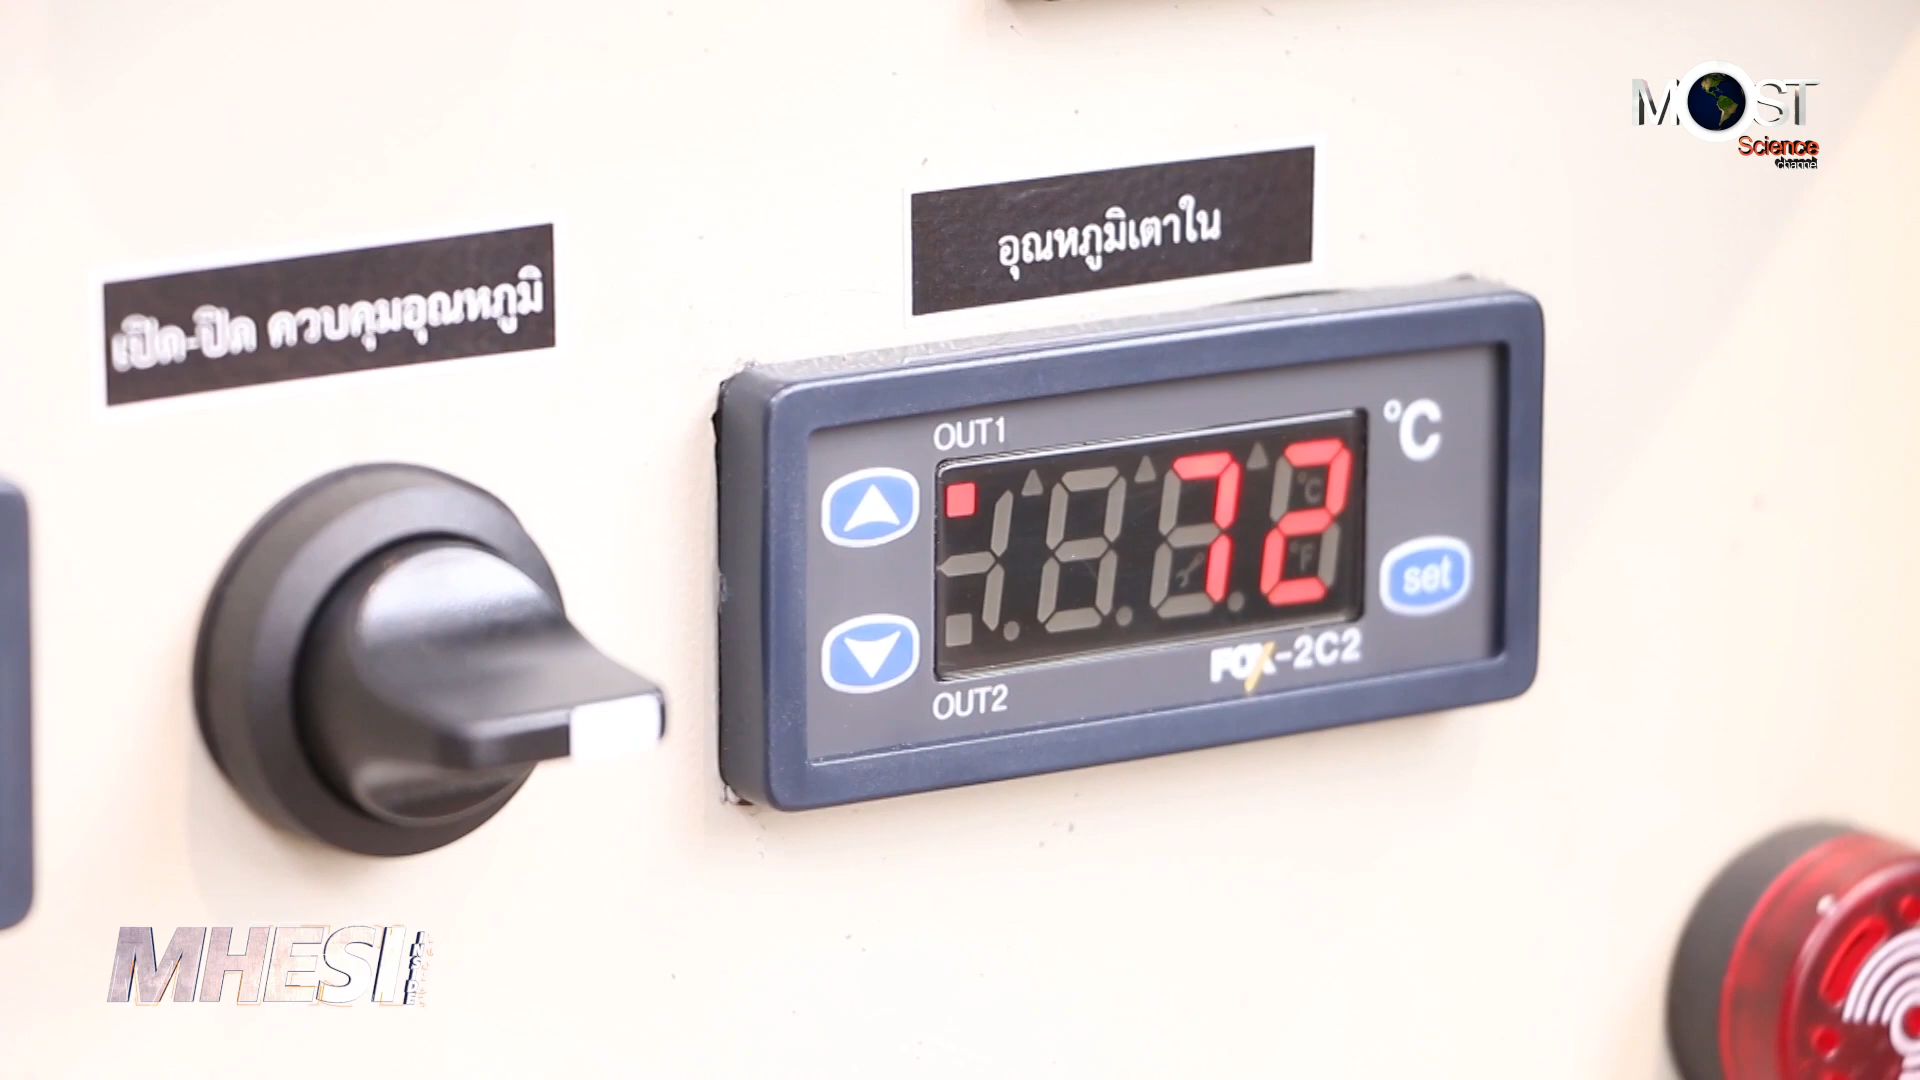 MOST
Science
channel
อุณหภูมิเตาใน
เปิด-ปิด ควบคุมอุณหภูมิ
OUT1
°C
72
°C
°F
set
FOX-2C2
OUT2
MHESI